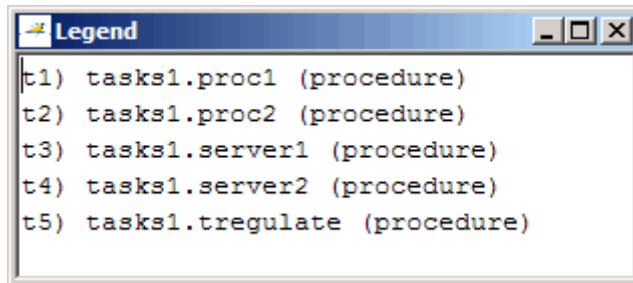 Legend
t1) tasks1.proc1 (procedure)
t2) tasks1.proc2 (procedure)
t3) tasks1.server1 (procedure)
t4) tasks1.server2 (procedure)
t5) tasks1.tregulate (procedure)